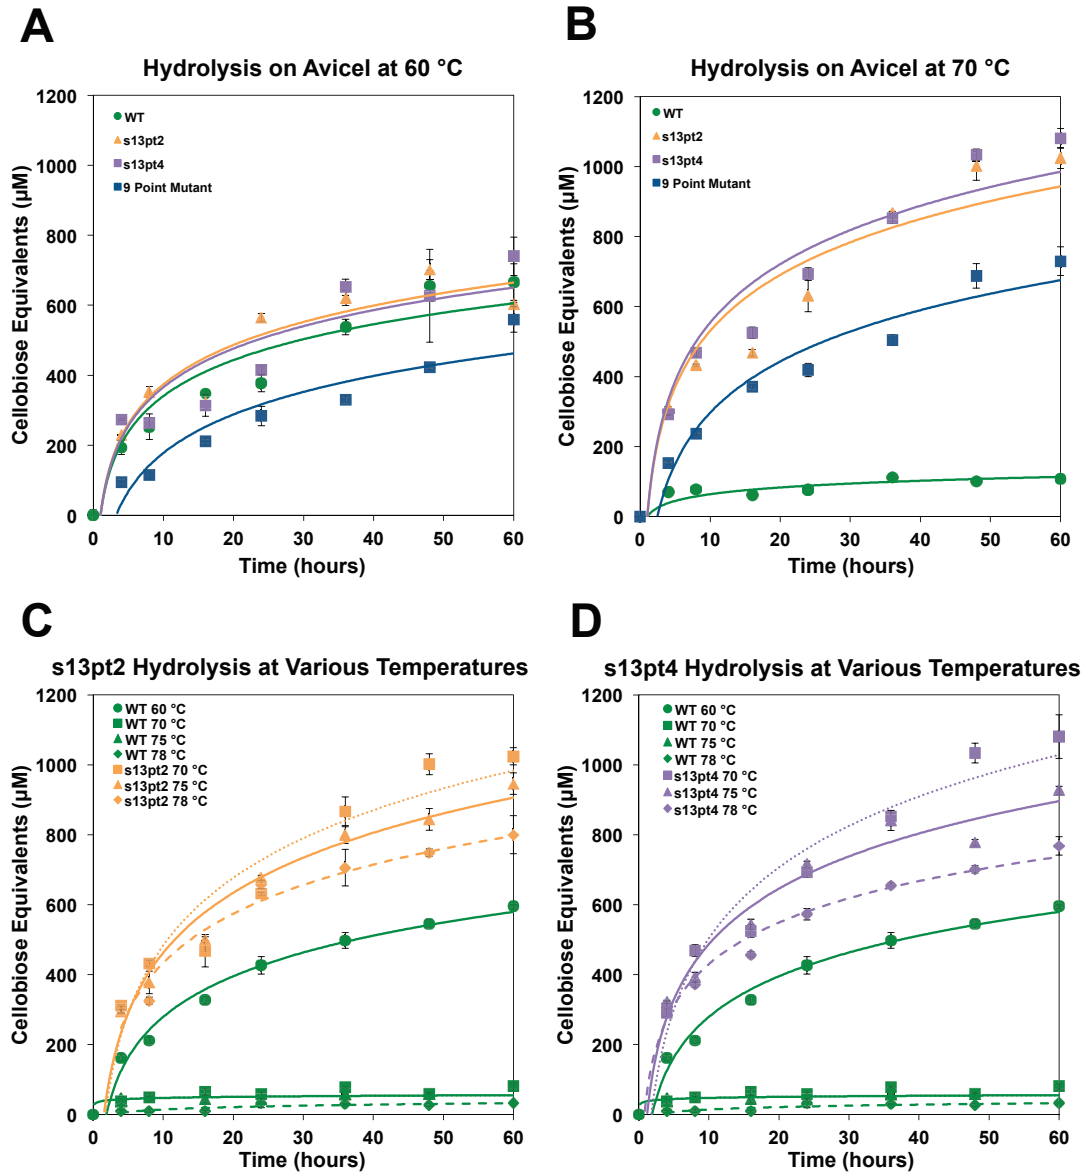 A
Hydrolysis on Avicel at 60 °C
Cellobiose Equivalents (µM)
1200
1000
800
600
400
200
0
WT
s13pt2
s13pt4
9 Point Mutant
0 10 20 30 40 50 60
Time (hours)
B
Hydrolysis on Avicel at 70 °C
Cellobiose Equivalents (µM)
1200
1000
800
600
400
200
0
WT
s13pt2
s13pt4
9 Point Mutant
0 10 20 30 40 50 60
Time (hours)
C
s13pt2 Hydrolysis at Various Temperatures
Cellobiose Equivalents (µM)
1200
1000
800
600
400
200
0
WT 60 °C
WT 70 °C
WT 75 °C
WT 78 °C
s13pt2 70 °C
s13pt2 75 °C
s13pt2 78 °C
0 10 20 30 40 50 60
Time (hours)
D
s13pt4 Hydrolysis at Various Temperatures
Cellobiose Equivalents (µM)
1200
1000
800
600
400
200
0
WT 60 °C
WT 70 °C
WT 75 °C
WT 78 °C
s13pt4 70 °C
s13pt4 75 °C
s13pt4 78 °C
0 10 20 30 40 50 60
Time (hours)